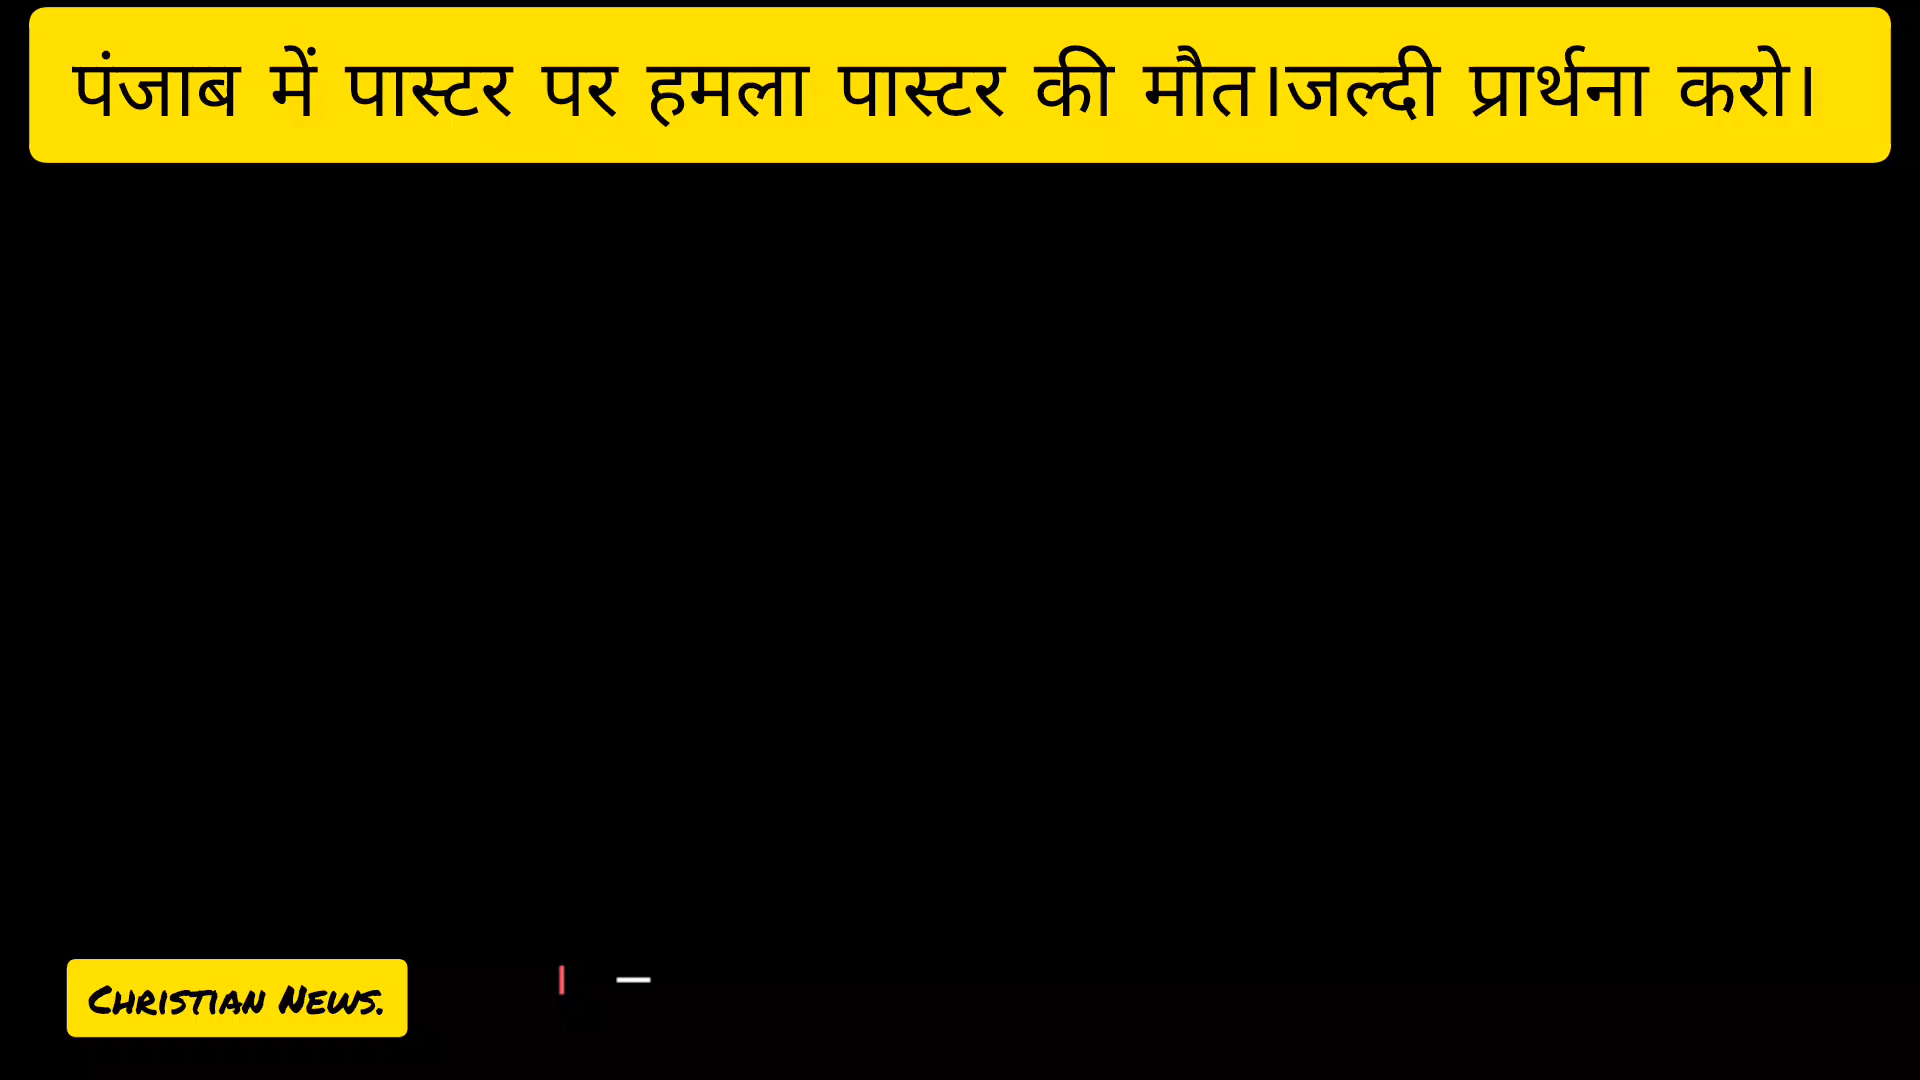 पंजाब में पास्टर पर हमला पास्टर की मौत।जल्दी प्रार्थना करो।
Christian News.